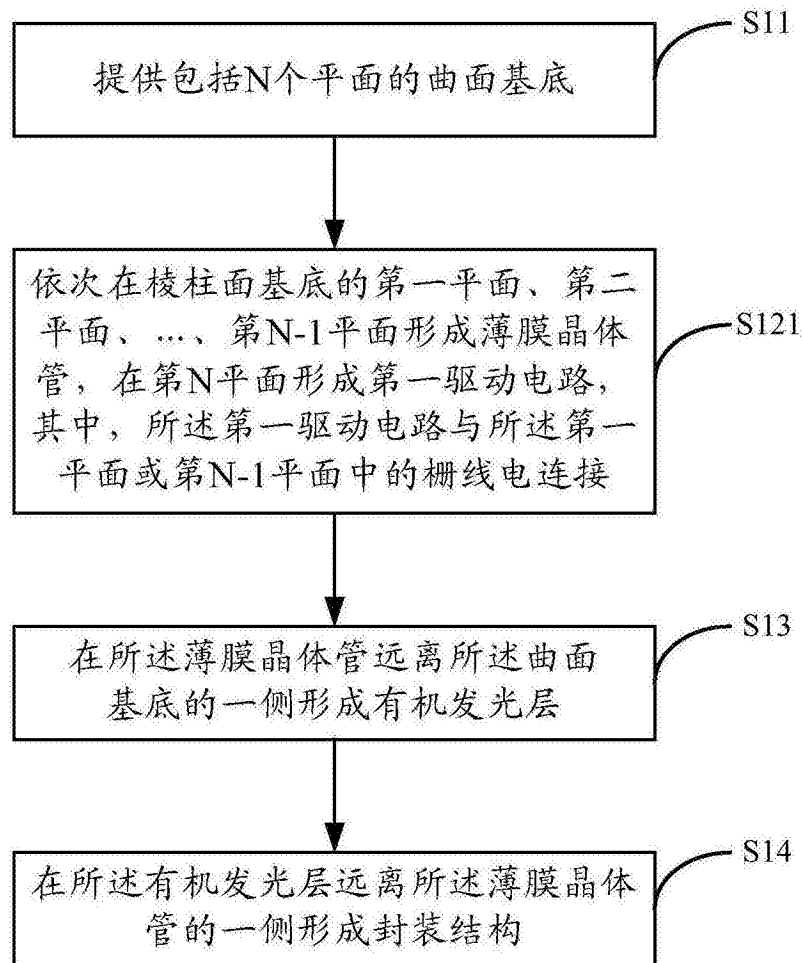 S11
提供包括N个平面的曲面基底
依次在棱柱面基底的第一平面、第二
平面、...、第N-1平面形成薄膜晶体
管，在第N平面形成第一驱动电路，
其中，所述第一驱动电路与所述第一
平面或第N-1平面中的栅线电连接
S121
在所述薄膜晶体管远离所述曲面
基底的一侧形成有机发光层
S13
在所述有机发光层远离所述薄膜晶体
管的一侧形成封装结构
S14